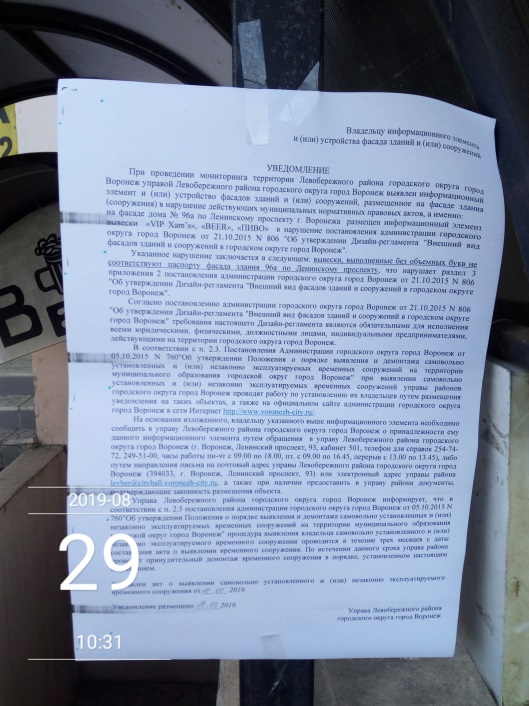 Владельцу информационного элемента
и (или) устройства фасада зданий и (или) сооружений
УВЕДОМЛЕНИЕ
При проведении мониторинга территории Левобережного района городского округа город
Воронеж управой Левобережного района городского округа город Воронеж выявлен информационный
элемент и (или) устройство фасадов зданий и (или) сооружений, размещенное на фасаде здания
(сооружения) в нарушение действующих муниципальных нормативных правовых актов, а именно:
на фасаде дома № 96а по Ленинскому проспекту г. Воронежа размещен информационный элемент
вывески «VIP Хам's», «BEER», «ПИВО» в нарушение постановления администрации городского
округа город Воронеж от 21.10.2015 N 806 "Об утверждении Дизайн-регламента "Внешний вид
фасадов зданий и сооружений в городском округе город Воронеж".
Указанное нарушение заключается в следующем: вывески, выполненные без объемных букв не
соответствуют паспорту фасада здания 96а по Ленинскому проспекту, что нарушает раздел 3
приложения 2 постановления администрации городского округа город Воронеж от 21.10.2015 N 806
"Об утверждении Дизайн-регламента "Внешний вид фасадов зданий и сооружений в городском округе
город Воронеж".
Согласно постановлению администрации городского округа город Воронеж от 21.10.2015 N 806
"Об утверждении Дизайн-регламента "Внешний вид фасадов зданий и сооружений в городском округе
город Воронеж" требования настоящего Дизайн-регламента являются обязательными для исполнения
всеми юридическими, физическими, должностными лицами, индивидуальными предпринимателями,
действующими на территории городского округа город Воронеж.
В соответствии с п. 2.3. Постановления Администрации городского округа город Воронеж от
05.10.2015 N 760"Об утверждении Положения о порядке выявления и демонтажа самовольно
установленных и (или) незаконно эксплуатируемых временных сооружений на территории
муниципального образования городской округ город Воронеж" при выявлении самовольно
установленных и (или) незаконно эксплуатируемых временных сооружений управы районов
городского округа город Воронеж проводят работу по установлению их владельцев путем размещения
уведомления на таких объектах, а также на официальном сайте администрации городского округа
город Воронеж в сети Интернет http://www.voronezh-city.ru/.
На основании изложенного, владельцу указанного выше информационного элемента необходимо
сообщить в управу Левобережного района городского округа город Воронеж о принадлежности ему
данного информационного элемента путем обращения в управу Левобережного района городского
округа город Воронеж (г. Воронеж, Ленинский проспект, 93, кабинет 501, телефон для справок 254-74-
72, 249-51-00, часы работы пн-чт с 09.00 по 18.00, пт. с 09.00 по 16.45, перерыв с 13.00 по 13.45), либо
путем направления письма на почтовый адрес управы Левобережного района городского округа город
Воронеж (394033, г. Воронеж, Ленинский проспект, 93) или электронный адрес управы района
levber@cityhall.voronezh-city.ru, а также при наличии предоставить в управу района документы,
подтверждающие законность размещения объекта.
Управа Левобережного района городского округа город Воронеж информирует, что в
соответствии с п. 2.5 постановления администрации городского округа город Воронеж от 05.10.2015 N
760"Об утверждении Положения о порядке выявления и демонтажа самовольно установленных и (или)
незаконно эксплуатируемых временных сооружений на территории муниципального образования
городской округ город Воронеж" процедура выявления владельца самовольно установленного и (или)
незаконно эксплуатируемого временного сооружения проводится в течение трех месяцев с даты
составления акта о выявлении временного сооружения. По истечении данного срока управа района
проводит принудительный демонтаж временного сооружения в порядке, установленном настоящим
Составлен акт о выявлении самовольно установленного и (или) незаконно эксплуатируемого
временного сооружения от 2019
Уведомление размещено 2019
Управа Левобережного района
городского округа город Воронеж
2019-08
29
10:31